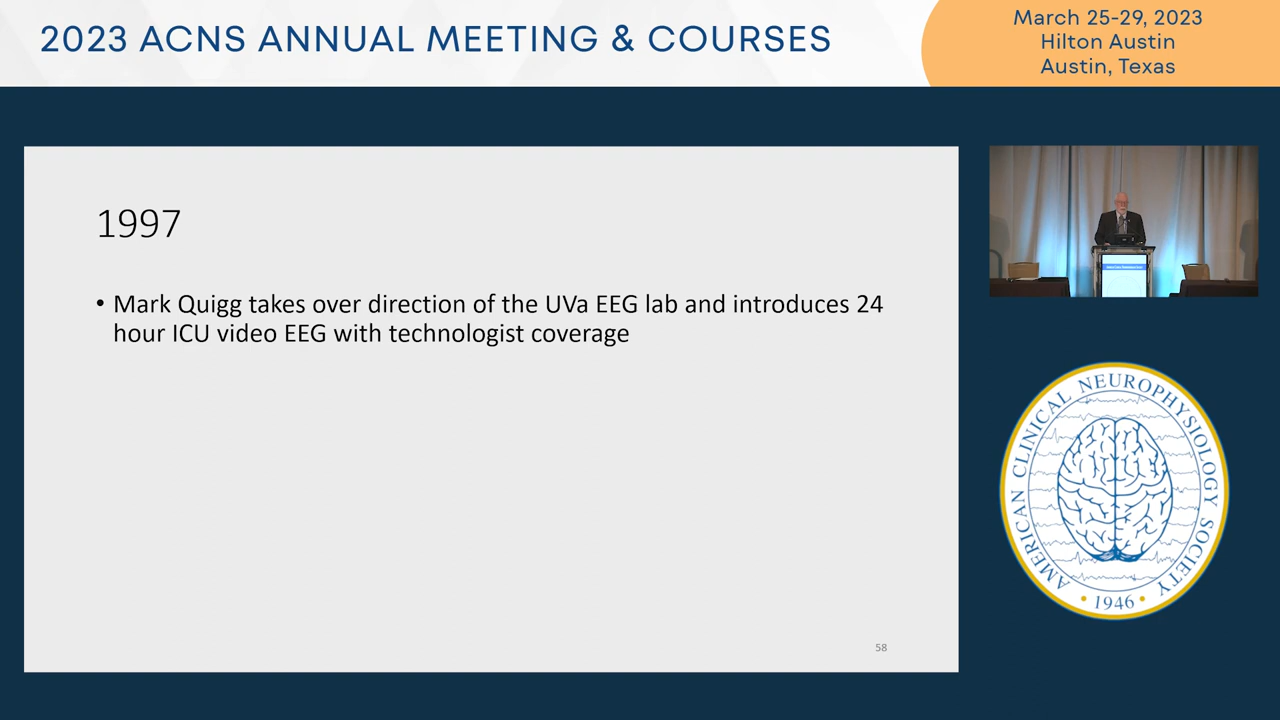 2023 ACNS ANNUAL MEETING & COURSES
March 25-29, 2023
Hilton Austin
Austin, Texas
1997
• Mark Quigg takes over direction of the UVa EEG lab and introduces 24
hour ICU video EEG with technologist coverage
58
AMERICAN CLINICAL NEUROPHYSIOLOGY SOCIETY
• 1946 •